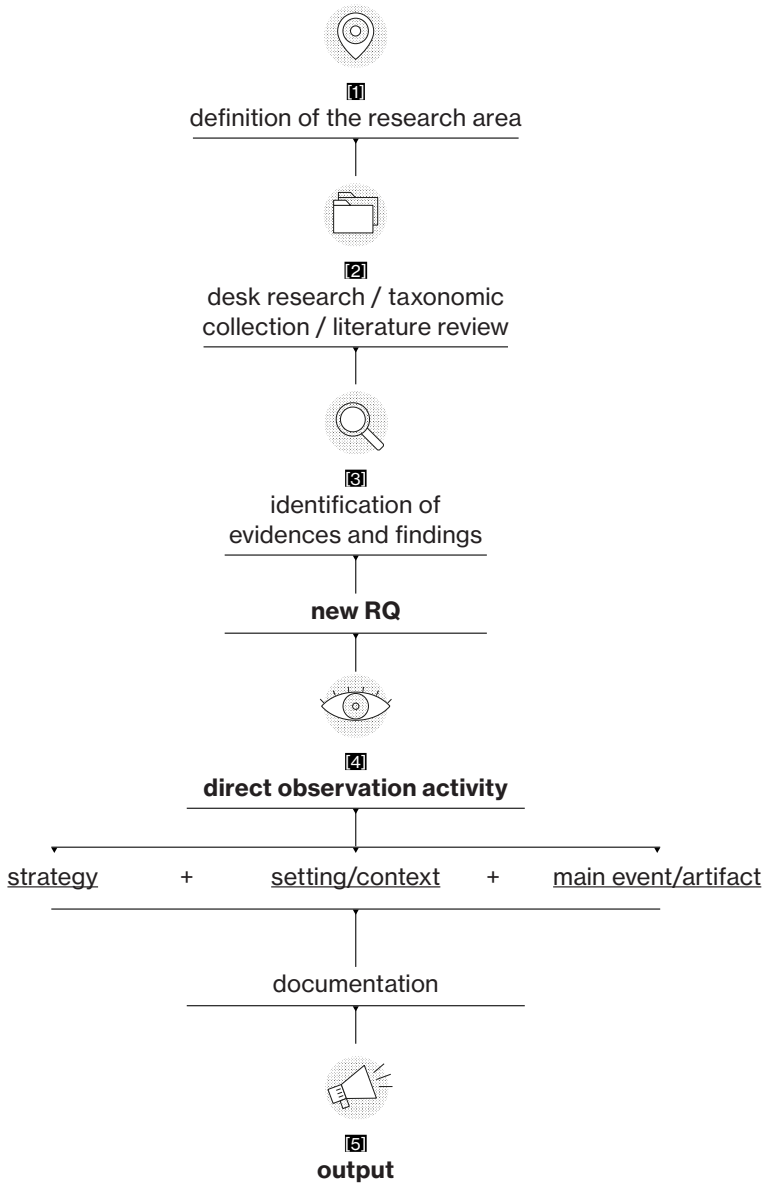 [1]
definition of the research area
[2]
desk research / taxonomic
collection / literature review
[3]
identification of
evidences and findings
new RQ
[4]
direct observation activity
strategy + setting/context + main event/artifact
documentation
[5]
output